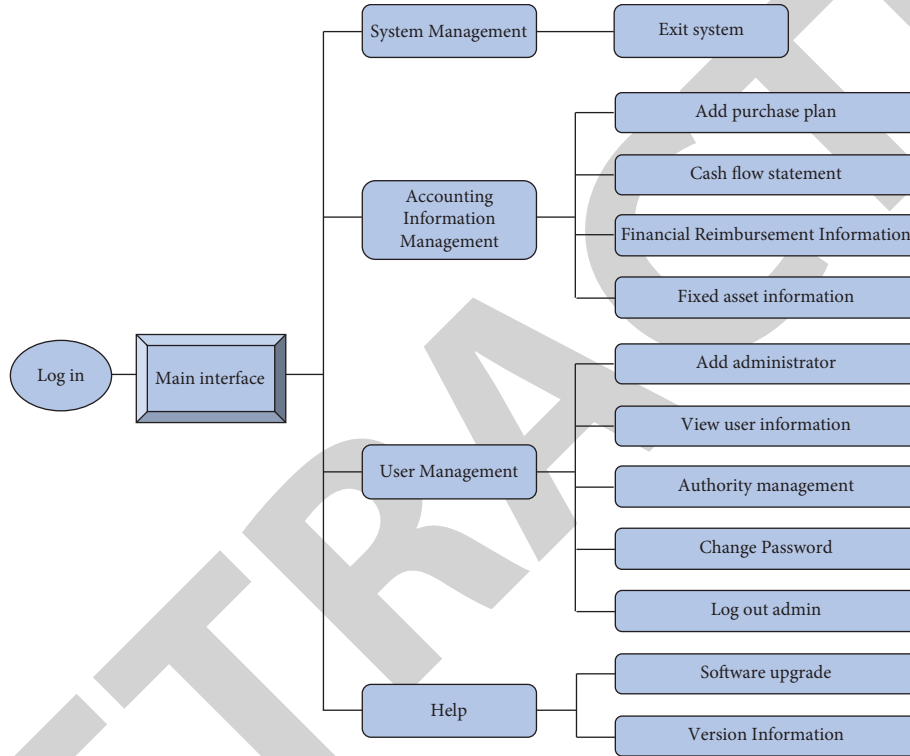 Log in
Main interface
System Management
Exit system
Accounting
Information
Management
Add purchase plan
Cash flow statement
Financial Reimbursement Information
Fixed asset information
User Management
Add administrator
View user information
Authority management
Change Password
Log out admin
Help
Software upgrade
Version Information
TRACT